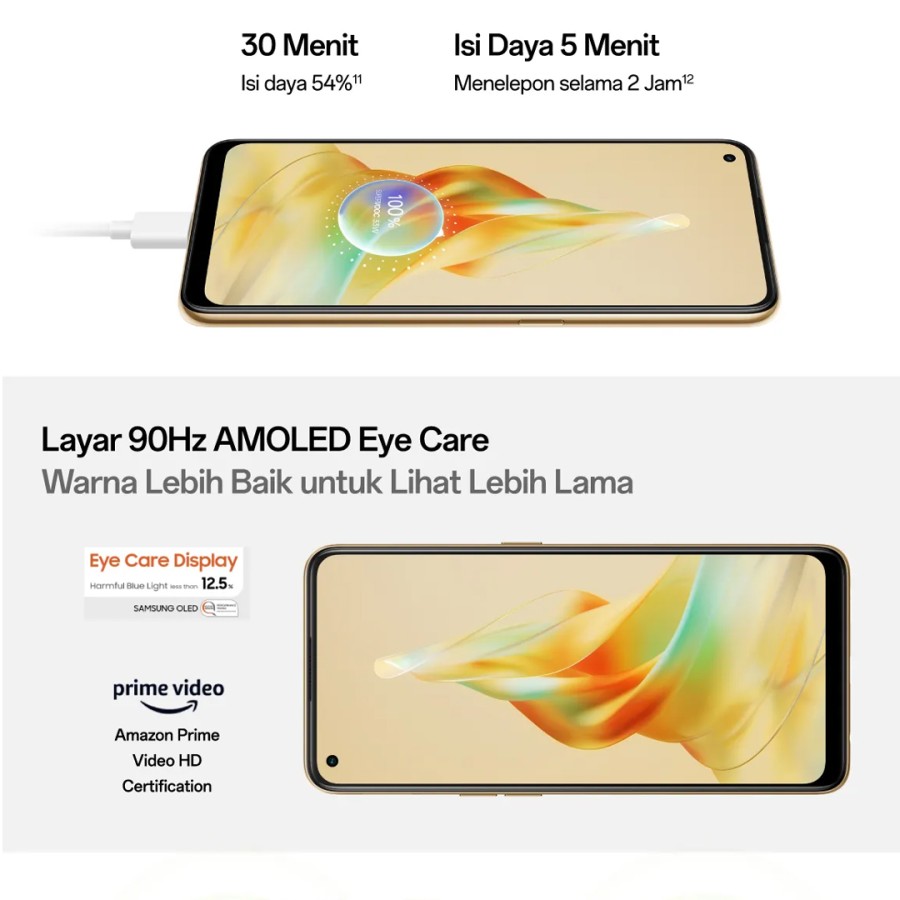 30 Menit
Isi daya 54%¹¹
Isi Daya 5 Menit
Menelepon selama 2 Jam¹²
100%
Layar 90Hz AMOLED Eye Care
Warna Lebih Baik untuk Lihat Lebih Lama
Eye Care Display
Harmful Blue Light less than 12.5%
SAMSUNG OLED
prime video
Amazon Prime
Video HD
Certification